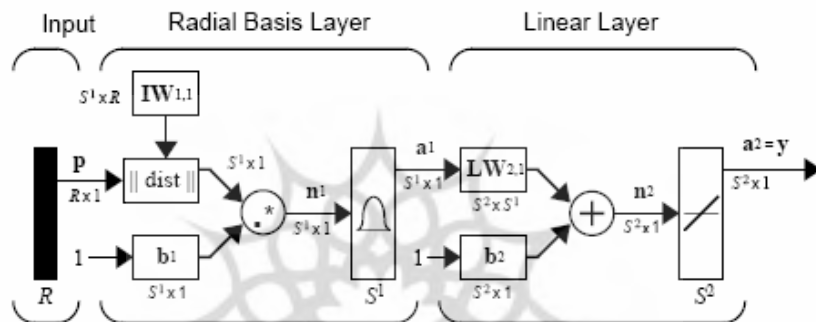 Input Radial Basis Layer Linear Layer
S¹xR IW1,1
p
Rx1
|| dist ||
S¹x1
.*
n1
S¹x1
a1
S¹x1
LW2,1
S²xS¹
+
n2
S²x1
a2 = y
S²x1
1 b1
S¹x1
1 b2
S²x1
R S¹ S²